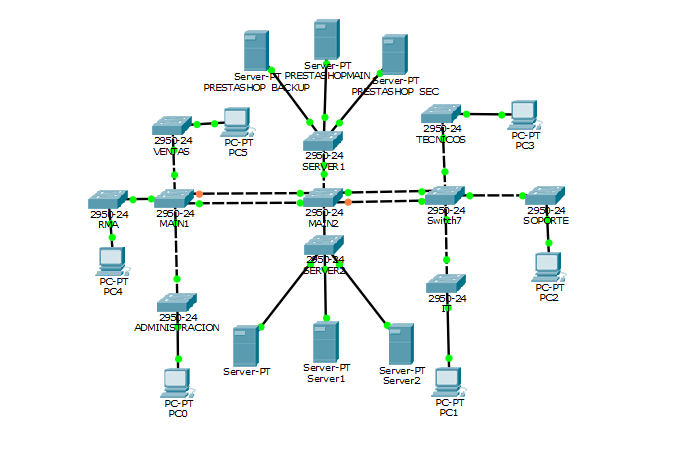 Server-PT
PRESTASHOP BACKUP
Server-PT
PRESTASHOPMAIN
Server-PT
PRESTASHOP SEC
2950-24
VENTAS
PC-PT
PC5
2950-24
SERVER1
2950-24
TECNICOS
PC-PT
PC3
2950-24
RMA
2950-24
MAIN1
2950-24
MAIN2
2950-24
Switch7
2950-24
SOPORTE
PC-PT
PC4
2950-24
SERVER2
PC-PT
PC2
2950-24
ADMINISTRACION
2950-24
IT
Server-PT
Server-PT
Server1
Server-PT
Server2
PC-PT
PC0
PC-PT
PC1